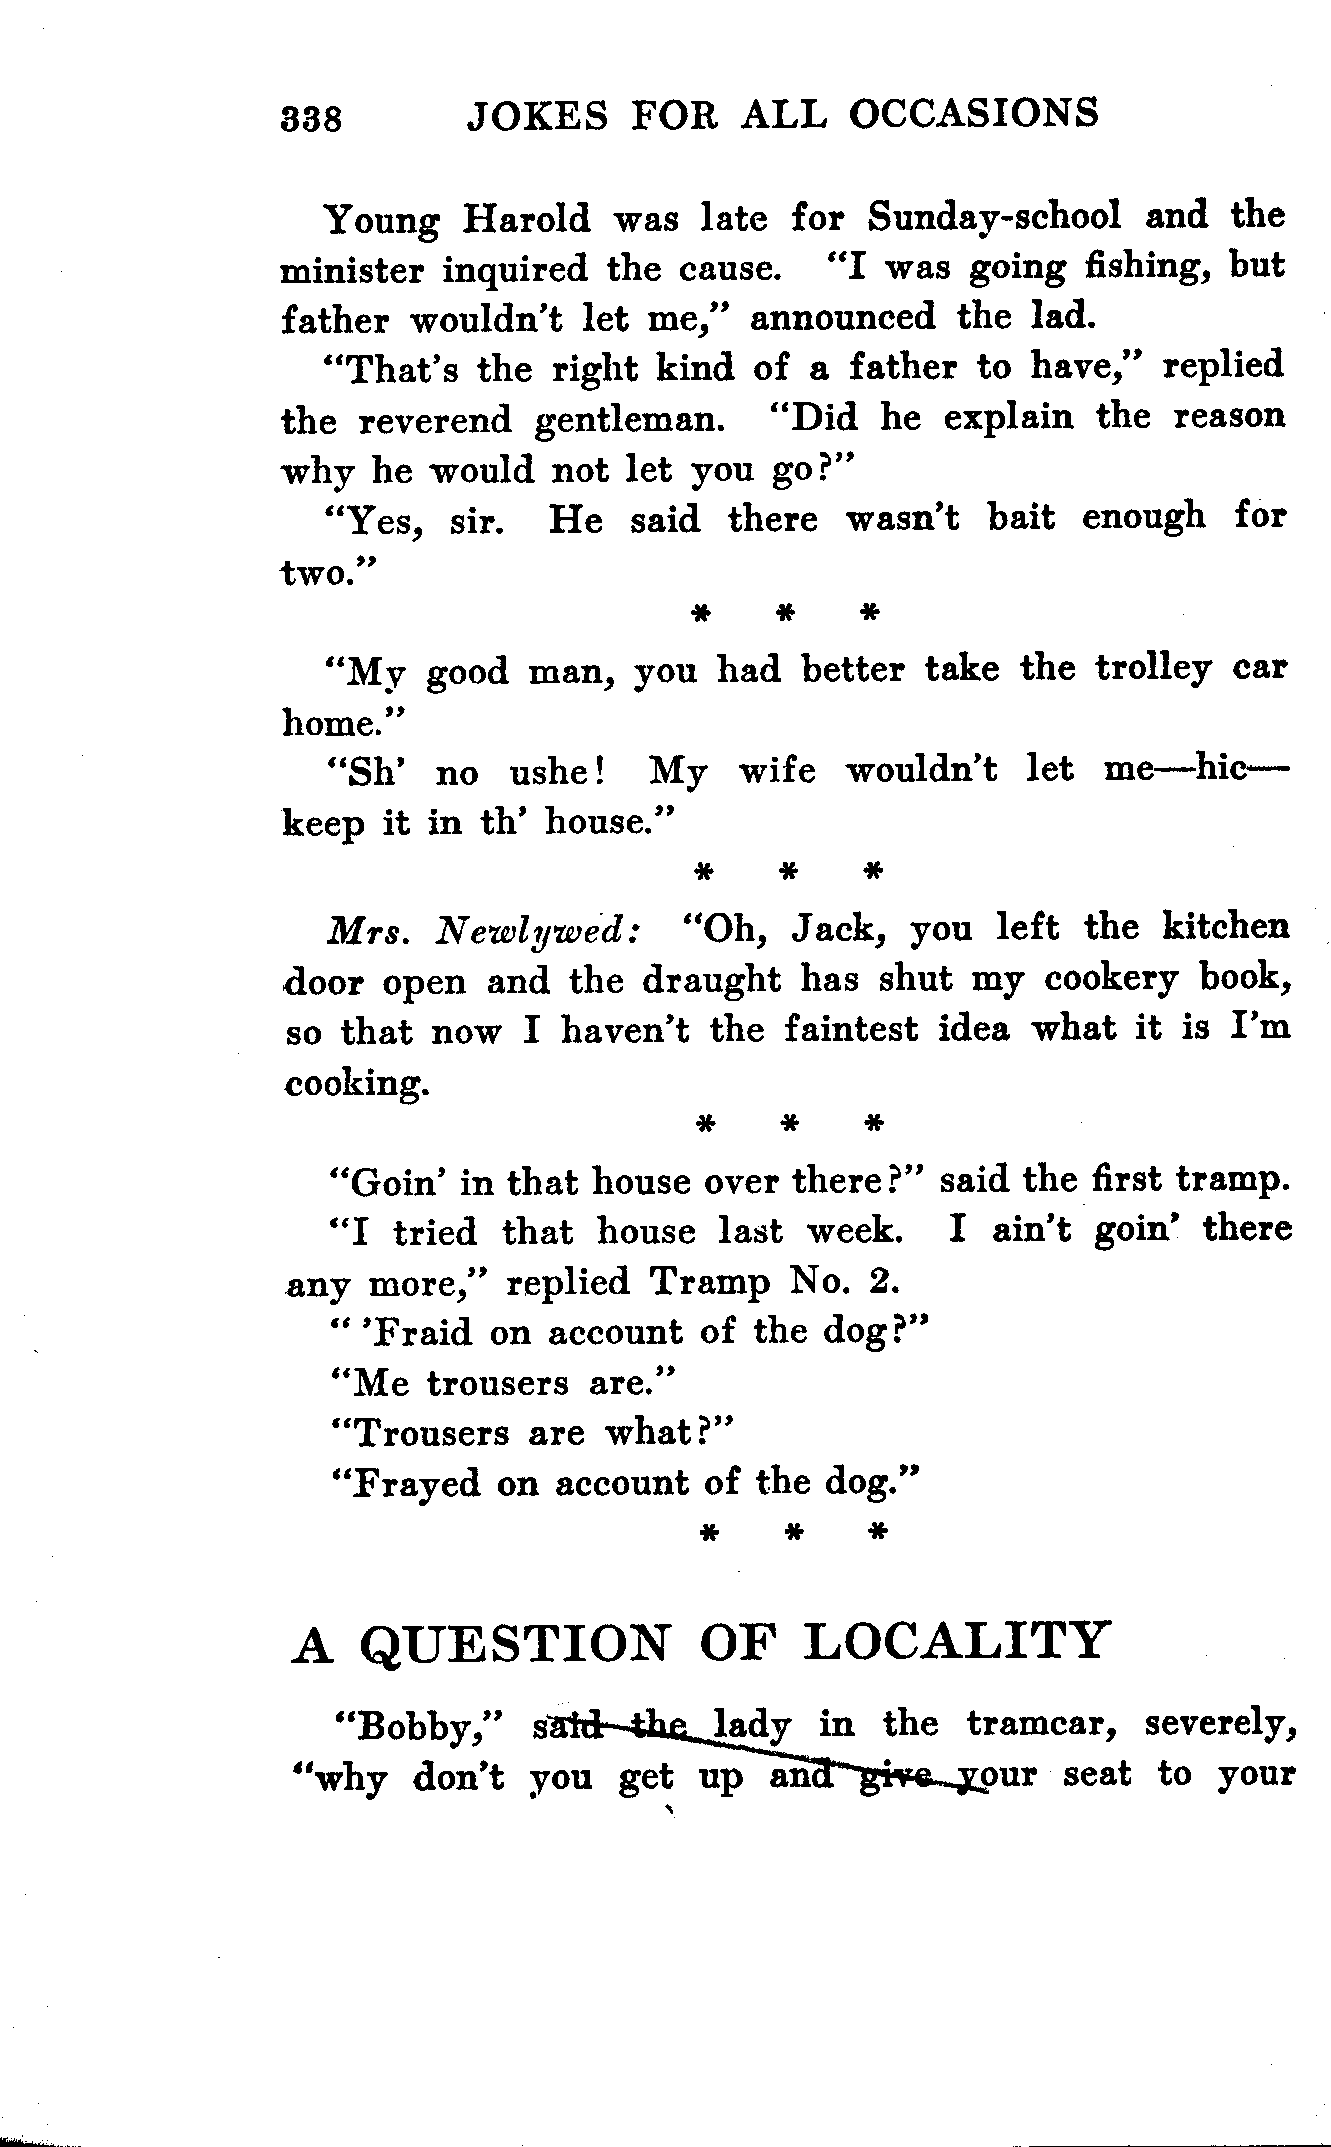 338 JOKES FOR ALL OCCASIONS
Young Harold was late for Sunday-school and the
minister inquired the cause. "I was going fishing, but
father wouldn't let me," announced the lad.
"That's the right kind of a father to have," replied
the reverend gentleman. "Did he explain the reason
why he would not let you go?"
"Yes, sir. He said there wasn't bait enough for
two."
* * *
"My good man, you had better take the trolley car
home."
"Sh' no ushe! My wife wouldn't let me—hic—
keep it in th' house."
* * *
Mrs. Newlywed: "Oh, Jack, you left the kitchen
door open and the draught has shut my cookery book,
so that now I haven't the faintest idea what it is I'm
cooking.
* * *
"Goin' in that house over there?" said the first tramp.
"I tried that house last week. I ain't goin' there
any more," replied Tramp No. 2.
" 'Fraid on account of the dog?"
"Me trousers are."
"Trousers are what?"
"Frayed on account of the dog."
* * *
A QUESTION OF LOCALITY
"Bobby," said the lady in the tramcar, severely,
"why don't you get up and give your seat to your